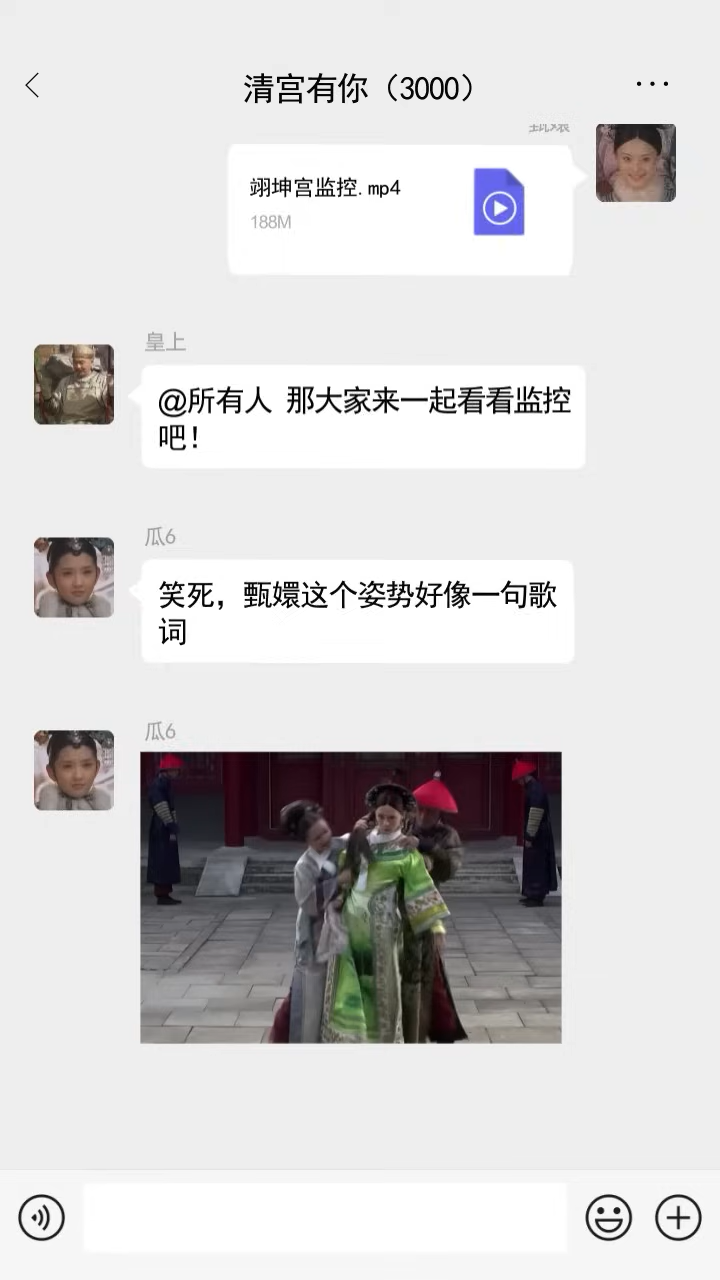 清宫有你（3000）
甄嬛
翊坤宫监控.mp4
188M
皇上
@所有人 那大家来一起看看监控
吧！
瓜6
笑死，甄嬛这个姿势好像一句歌
词
瓜6